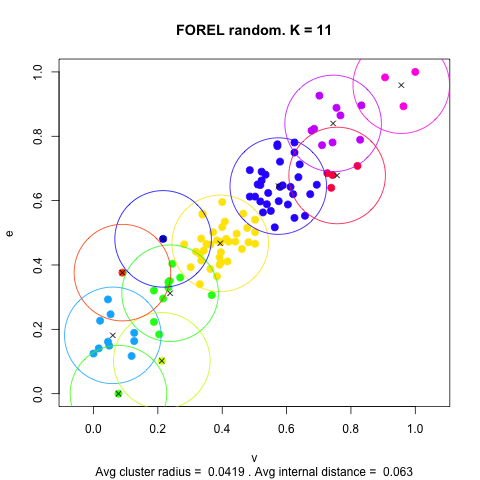 FOREL random. K = 11
e
1.0
0.8
0.6
0.4
0.2
0.0
0.0 0.2 0.4 0.6 0.8 1.0
v
Avg cluster radius =  0.0419 . Avg internal distance =  0.063